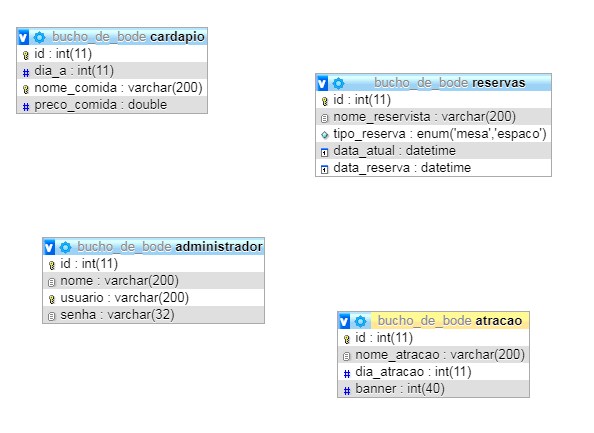 bucho_de_bode cardapio
id : int(11)
dia_a : int(11)
nome_comida : varchar(200)
preco_comida : double
bucho_de_bode reservas
id : int(11)
nome_reservista : varchar(200)
tipo_reserva : enum('mesa','espaco')
data_atual : datetime
data_reserva : datetime
bucho_de_bode administrador
id : int(11)
nome : varchar(200)
usuario : varchar(200)
senha : varchar(32)
bucho_de_bode atracao
id : int(11)
nome_atracao : varchar(200)
dia_atracao : int(11)
banner : int(40)